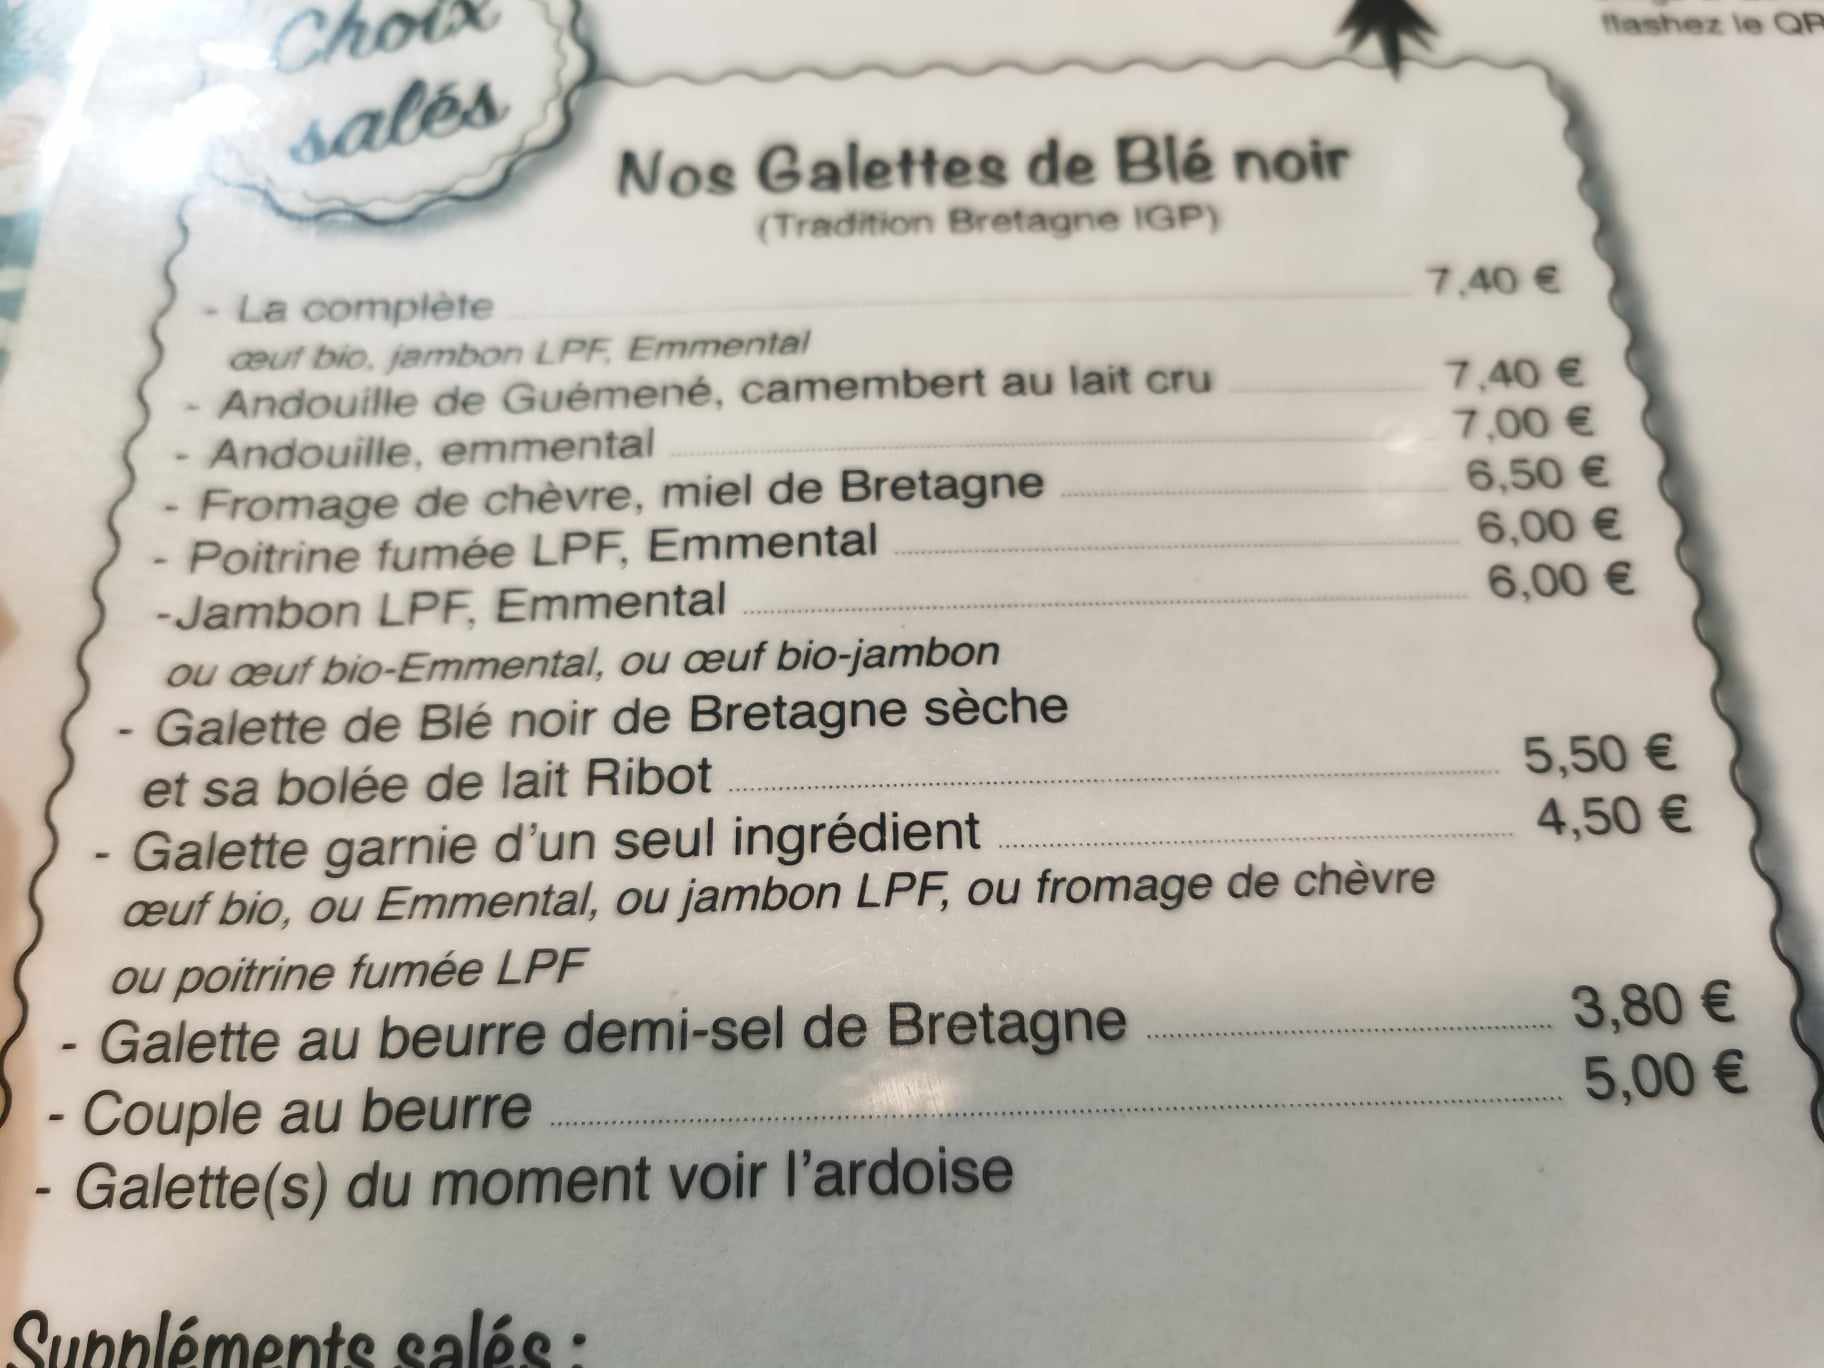 Choix
salés
flashez le QR
Nos Galettes de Blé noir
(Tradition Bretagne IGP)
- La complète 7,40 €
œuf bio, jambon LPF, Emmental
- Andouille de Guémené, camembert au lait cru 7,40 €
- Andouille, emmental 7,00 €
- Fromage de chèvre, miel de Bretagne 6,50 €
- Poitrine fumée LPF, Emmental 6,00 €
-Jambon LPF, Emmental 6,00 €
ou œuf bio-Emmental, ou œuf bio-jambon
- Galette de Blé noir de Bretagne sèche
et sa bolée de lait Ribot 5,50 €
- Galette garnie d'un seul ingrédient 4,50 €
œuf bio, ou Emmental, ou jambon LPF, ou fromage de chèvre
ou poitrine fumée LPF
- Galette au beurre demi-sel de Bretagne 3,80 €
- Couple au beurre 5,00 €
- Galette(s) du moment voir l'ardoise
Suppléments salés :